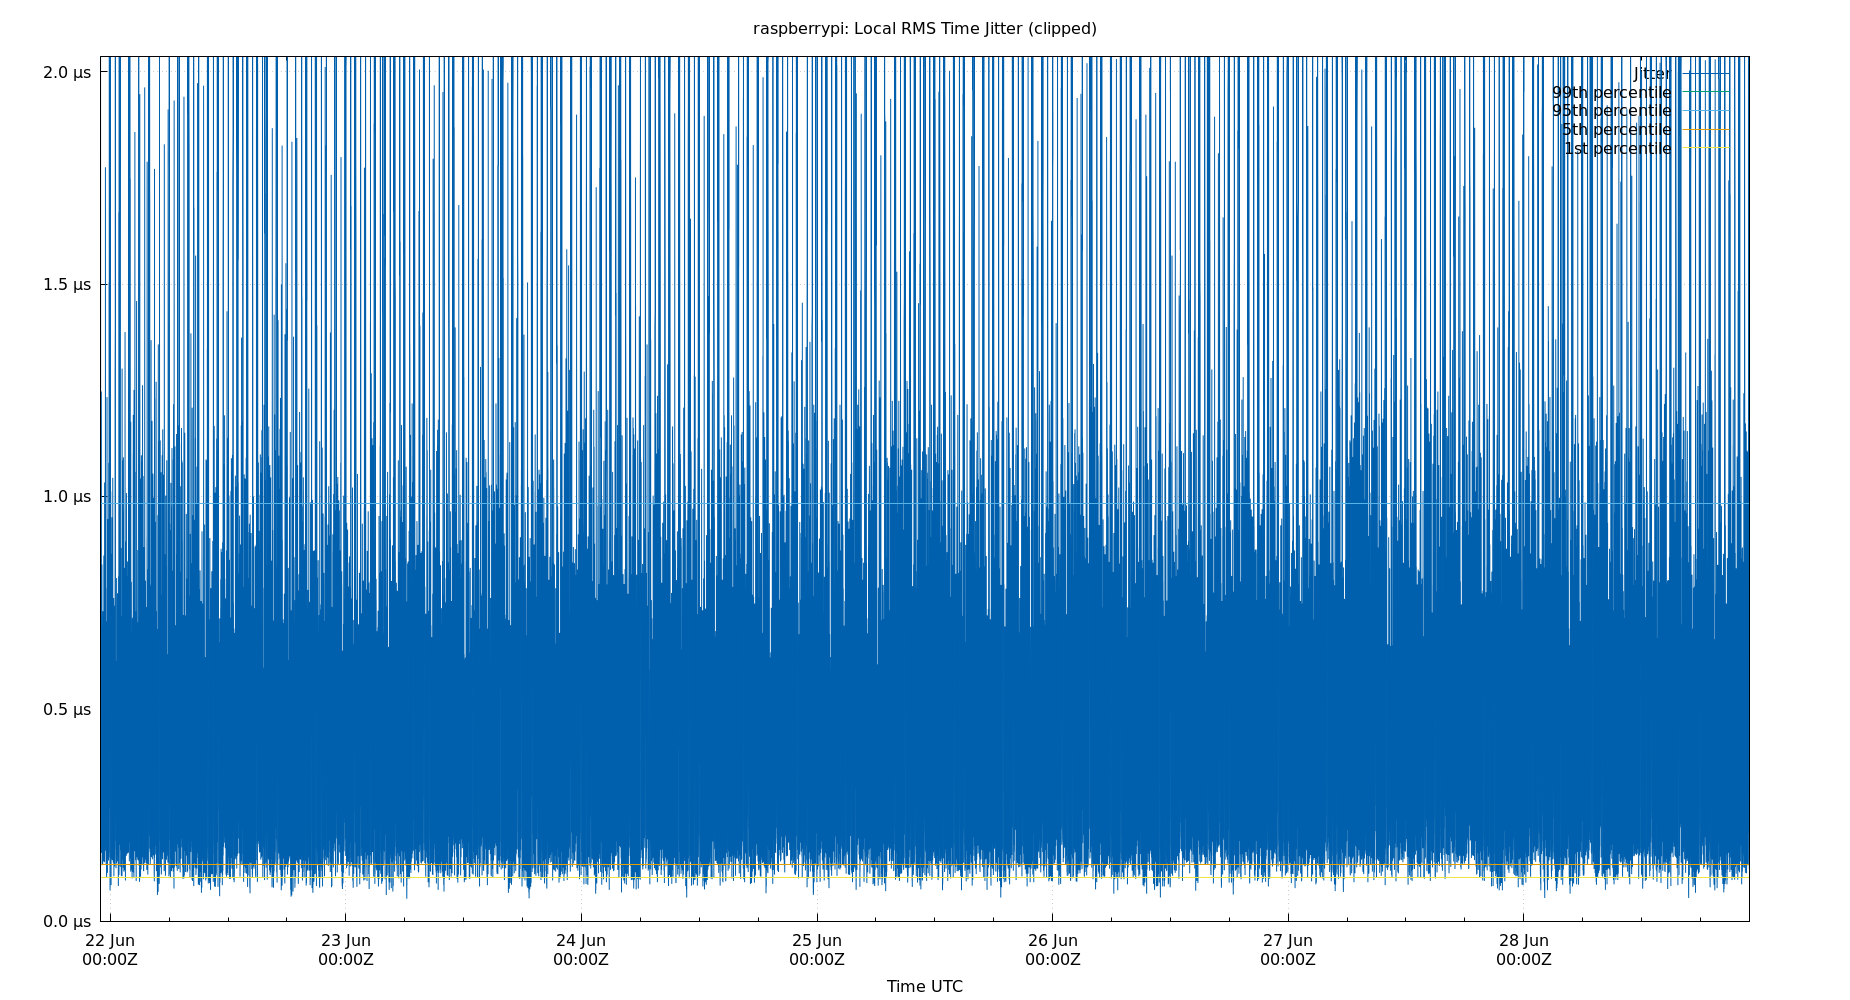 raspberrypi: Local RMS Time Jitter (clipped)
2.0 μs
1.5 μs
1.0 μs
0.5 μs
0.0 μs
Jitter
99th percentile
95th percentile
5th percentile
1st percentile
22 Jun 23 Jun 24 Jun 25 Jun 26 Jun 27 Jun 28 Jun
00:00Z 00:00Z 00:00Z 00:00Z 00:00Z 00:00Z 00:00Z
Time UTC